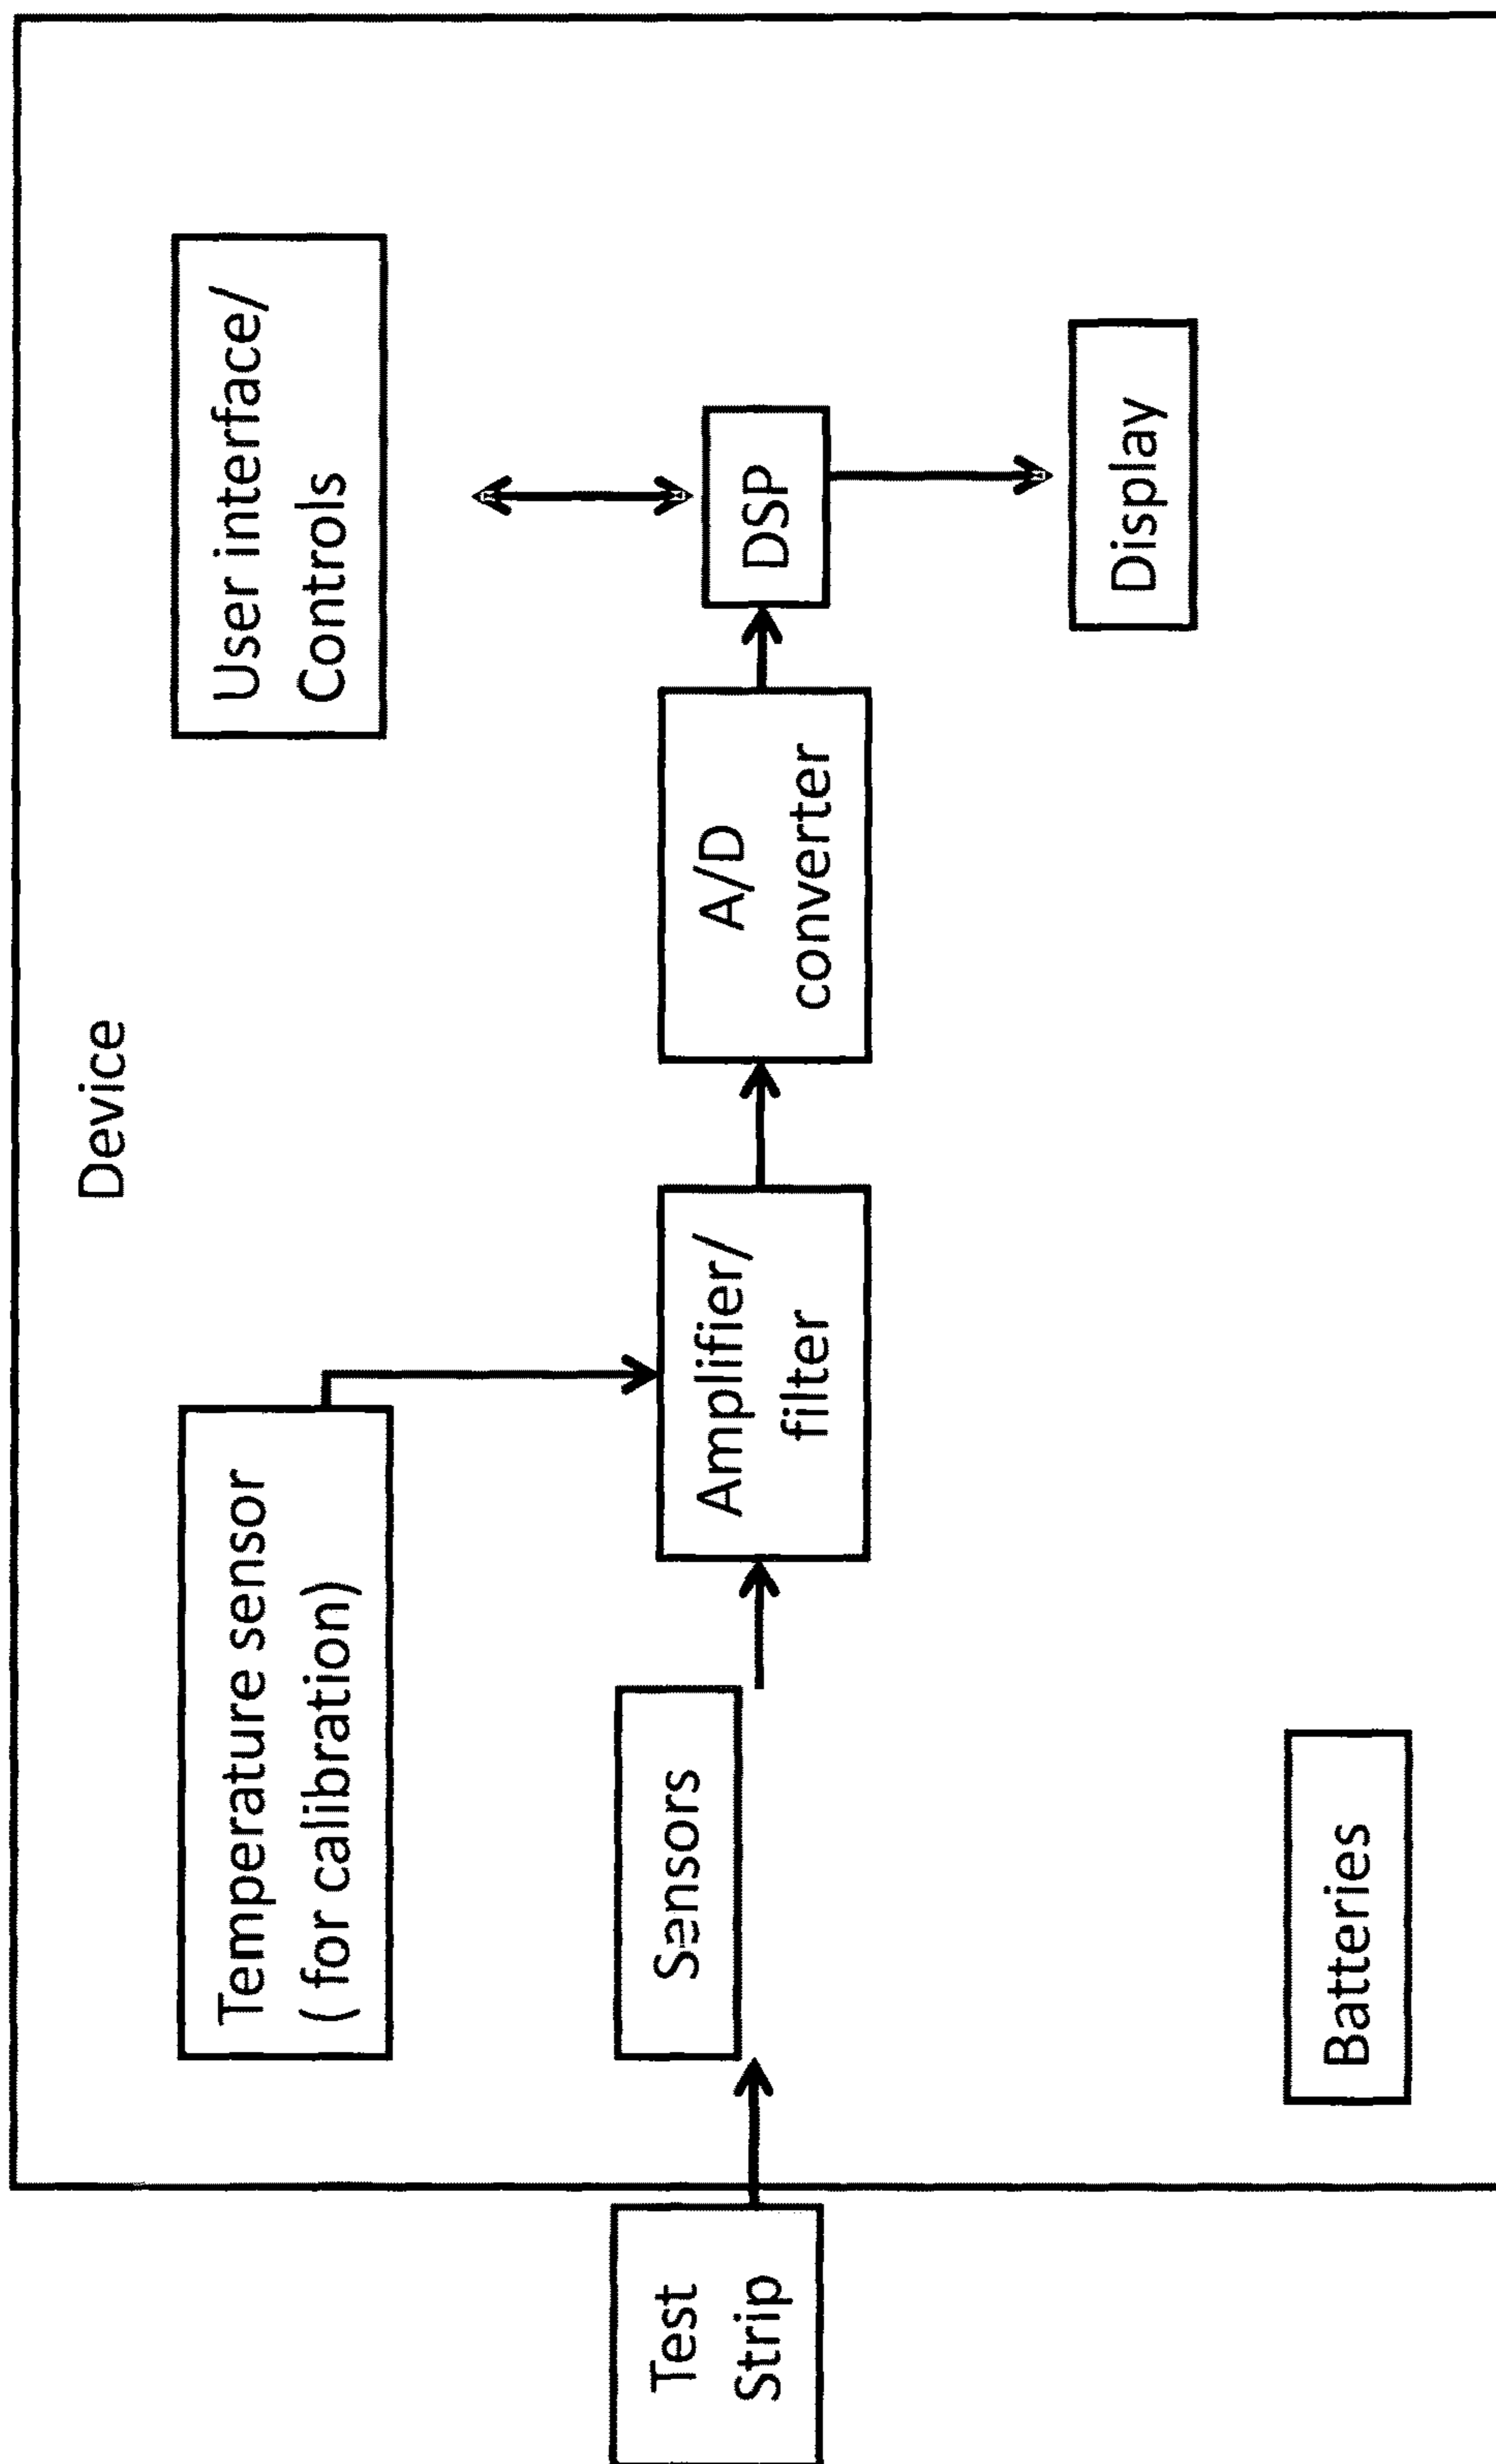 Device
Temperature sensor
( for calibration)
User interface/
Controls
Test
Strip
Sensors
Amplifier/
filter
A/D
converter
DSP
Display
Batteries